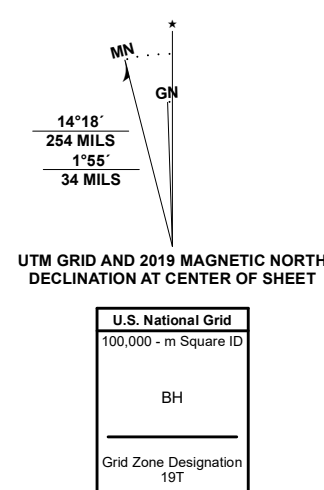 ★
MN
GN
14°18´
254 MILS
1°55´
34 MILS
UTM GRID AND 2019 MAGNETIC NORTH
DECLINATION AT CENTER OF SHEET
U.S. National Grid
100,000 - m Square ID
BH
Grid Zone Designation
19T